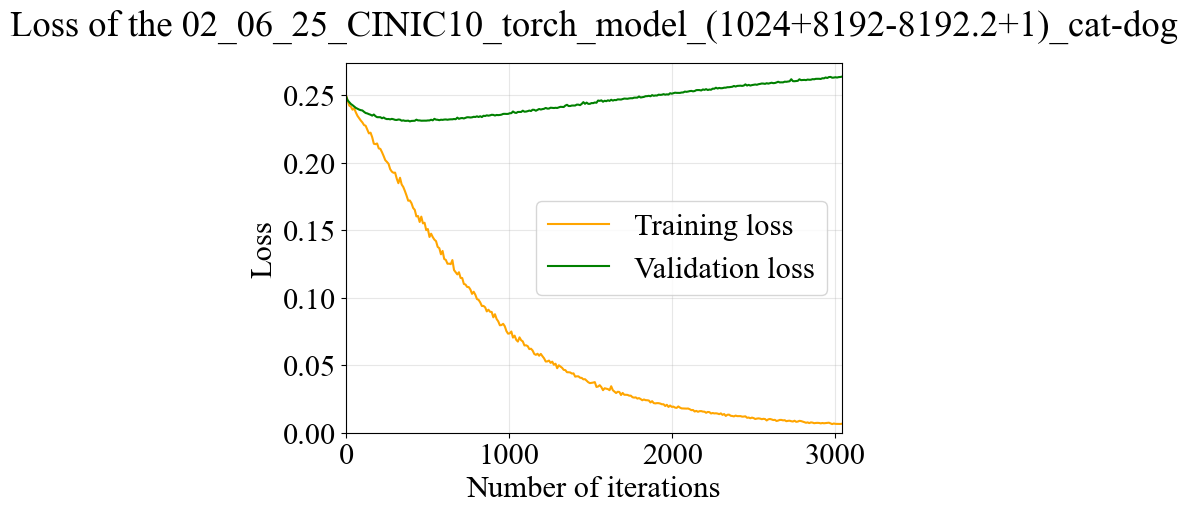 Loss of the 02_06_25_CINIC10_torch_model_(1024+8192-8192.2+1)_cat-dog
0.25
0.20
0.15
0.10
0.05
0.00
Loss
Training loss
Validation loss
0 1000 2000 3000
Number of iterations